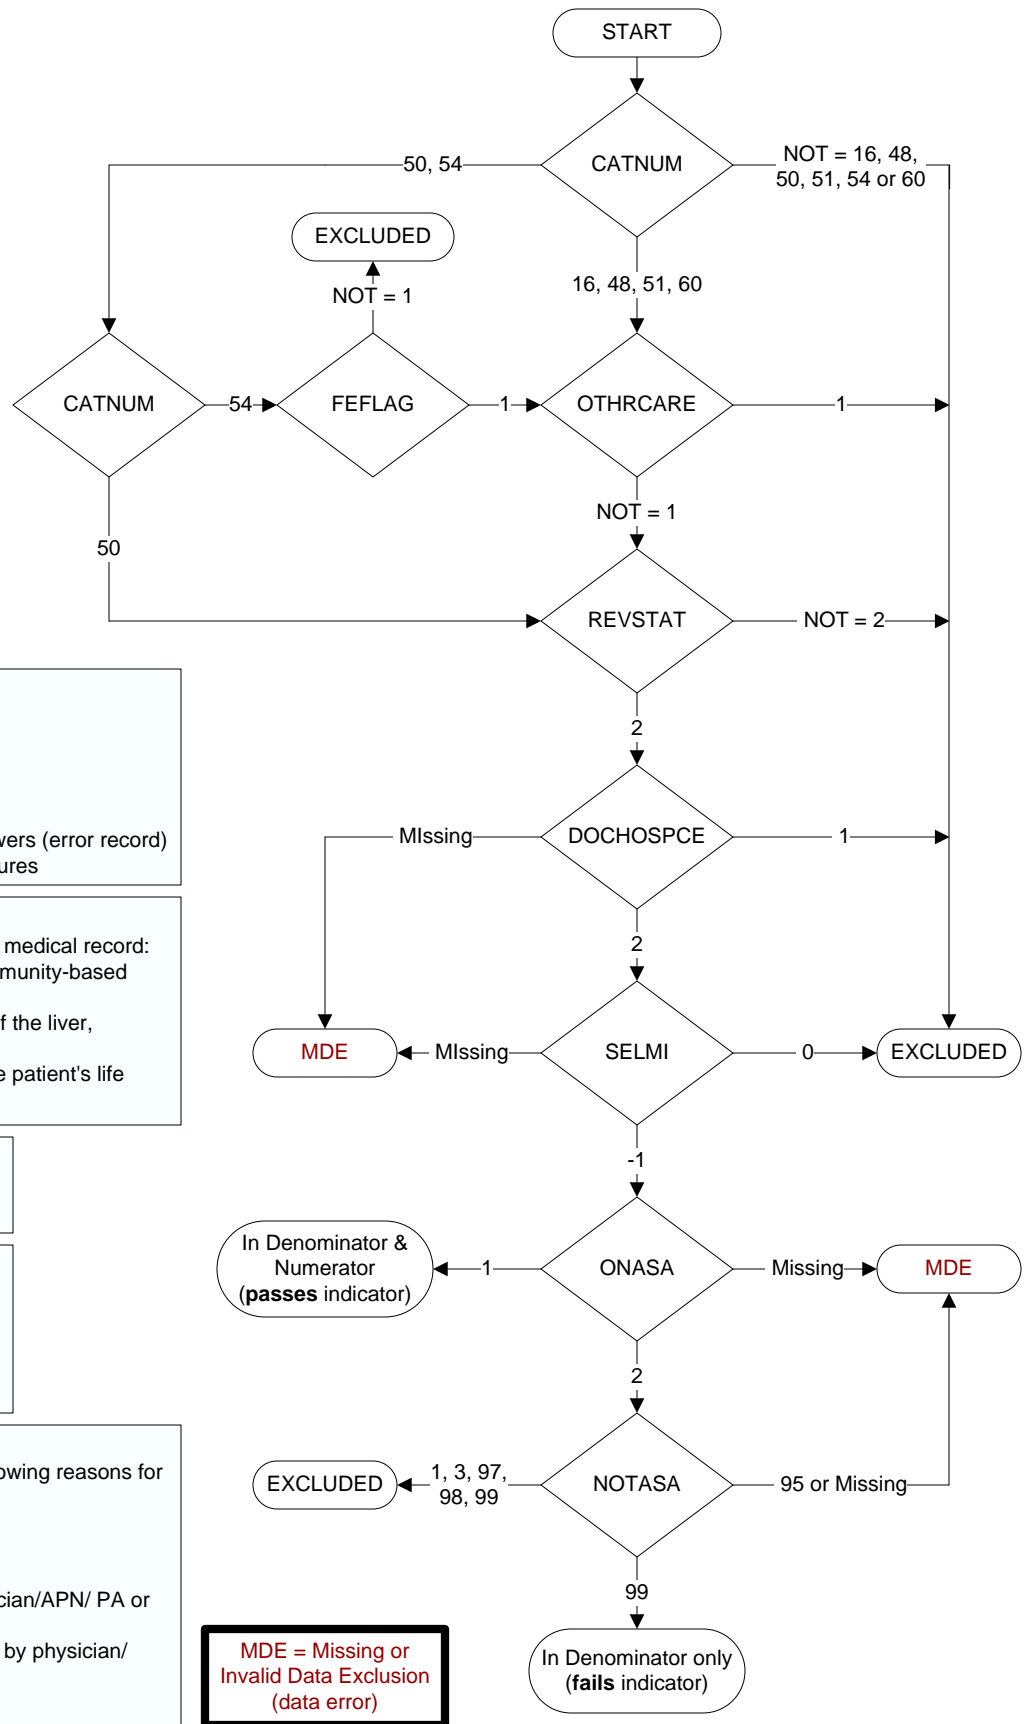 START
CATNUM
50, 54
NOT = 16, 48,
50, 51, 54 or 60
EXCLUDED
NOT = 1
16, 48, 51, 60
CATNUM
54
FEFLAG
1
OTHRCARE
1
NOT = 1
50
REVSTAT
NOT = 2
2
wers (error record)
ures
MIssing
DOCHOSPCE
1
medical record:
munity-based
f the liver,
e patient's life
2
MDE
MIssing
SELMI
0
EXCLUDED
-1
In Denominator &
Numerator
(passes indicator)
1
ONASA
Missing
MDE
2
owing reasons for
cian/APN/ PA or
by physician/
EXCLUDED
1, 3, 97,
98, 99
NOTASA
95 or Missing
99
MDE = Missing or
Invalid Data Exclusion
(data error)
In Denominator only
(fails indicator)